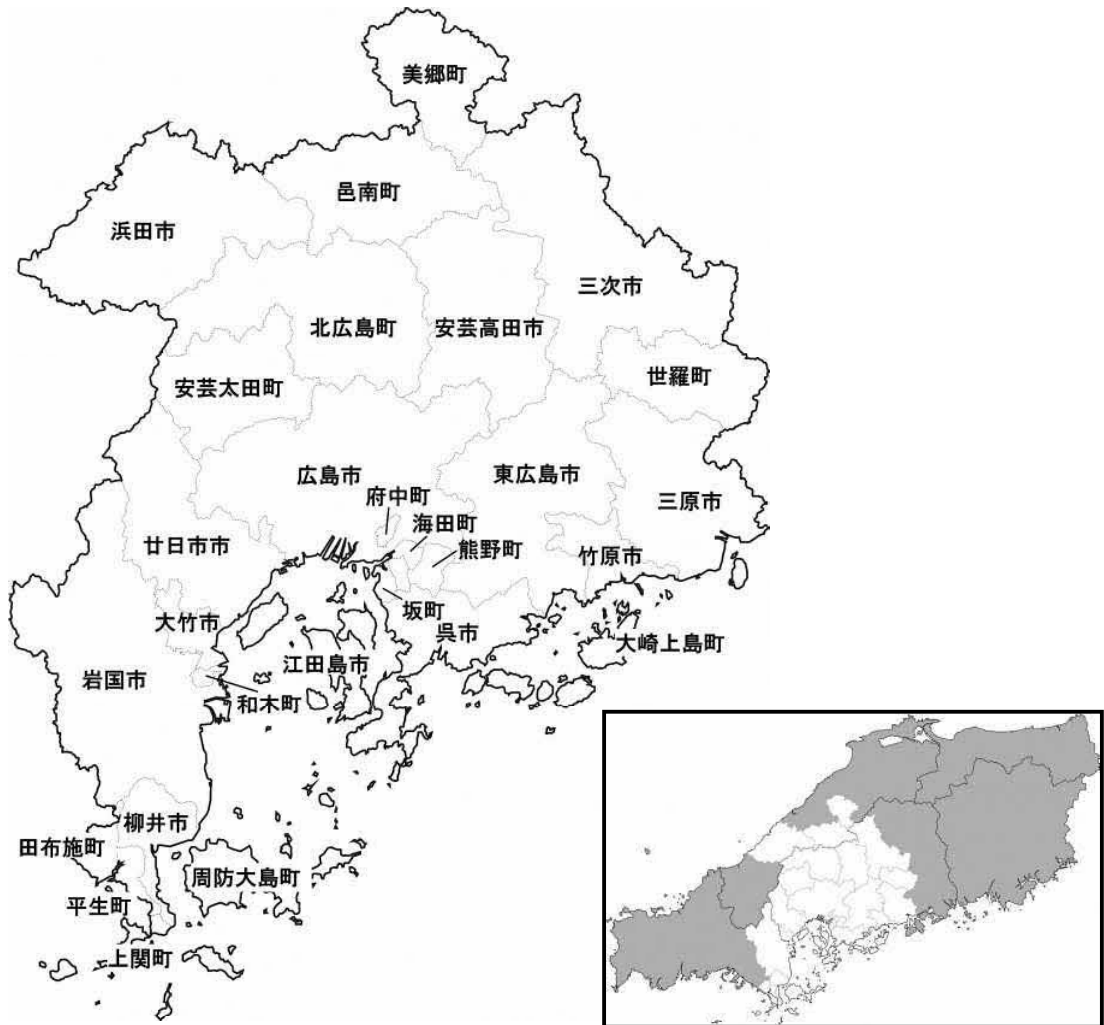 美郷町
邑南町
浜田市
三次市
北広島町
安芸高田市
世羅町
安芸太田町
広島市
東広島市
府中町
三原市
海田町
熊野町
竹原市
廿日市市
坂町
大竹市
呉市
大崎上島町
江田島市
岩国市
和木町
柳井市
田布施町
周防大島町
平生町
上関町